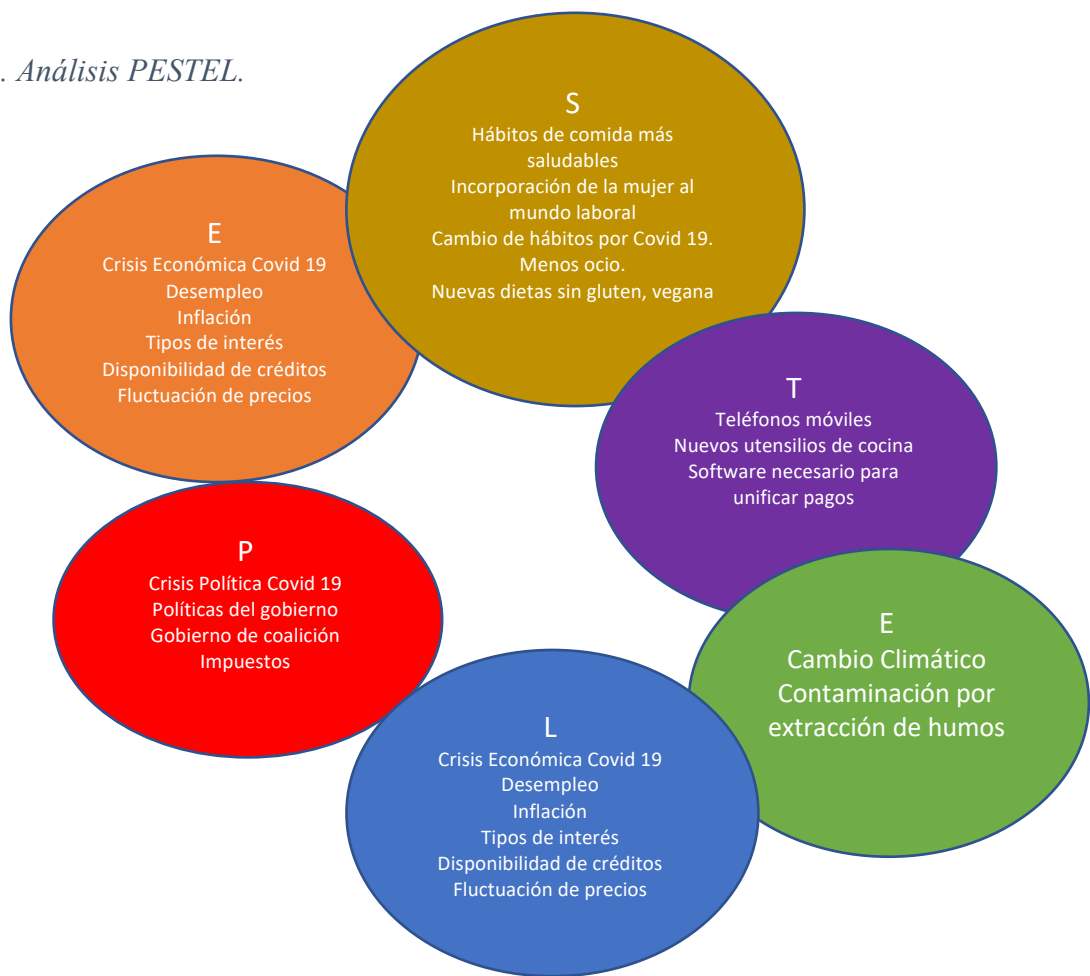 . Análisis PESTEL.
S
Hábitos de comida más
saludables
Incorporación de la mujer al
mundo laboral
Cambio de hábitos por Covid 19.
Menos ocio.
Nuevas dietas sin gluten, vegana
E
Crisis Económica Covid 19
Desempleo
Inflación
Tipos de interés
Disponibilidad de créditos
Fluctuación de precios
T
Teléfonos móviles
Nuevos utensilios de cocina
Software necesario para
unificar pagos
P
Crisis Política Covid 19
Políticas del gobierno
Gobierno de coalición
Impuestos
E
Cambio Climático
Contaminación por
extracción de humos
L
Crisis Económica Covid 19
Desempleo
Inflación
Tipos de interés
Disponibilidad de créditos
Fluctuación de precios